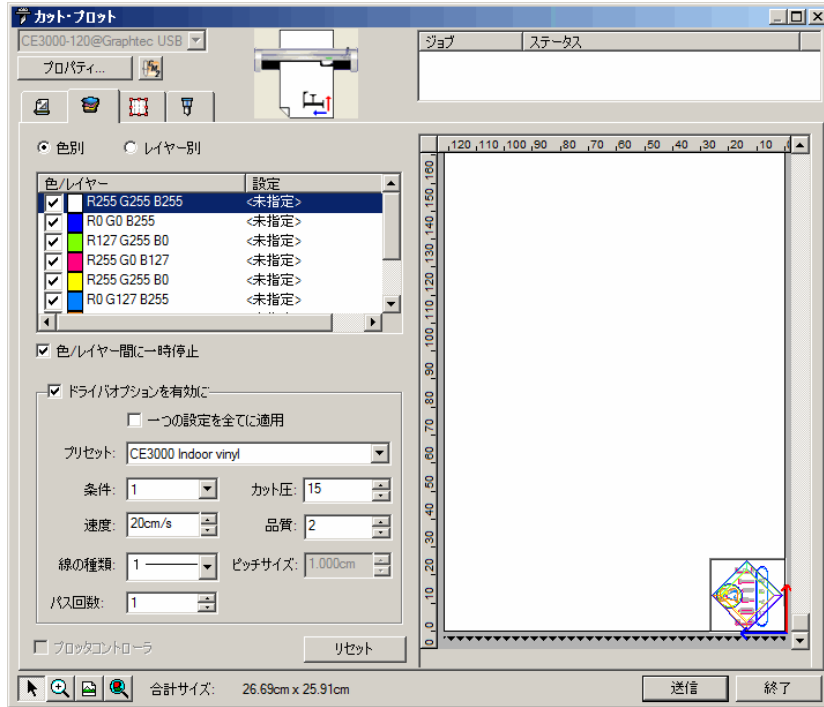 カット・プロット
CE3000-120@Graphtec USB
ジョブ ステータス
プロパティ...
色別 レイヤー別
色/レイヤー 設定
R255 G255 B255 <未指定>
R0 G0 B255 <未指定>
R127 G255 B0 <未指定>
R255 G0 B127 <未指定>
R255 G255 B0 <未指定>
R0 G127 B255 <未指定>
色/レイヤー間に一時停止
ドライバオプションを有効に
一つの設定を全てに適用
プリセット: CE3000 Indoor vinyl
条件: 1 カット圧: 15
速度: 20cm/s 品質: 2
線の種類: 1 ピッチサイズ: 1.000cm
パス回数: 1
プロッタコントローラ リセット
120 110 100 90 80 70 60 50 40 30 20 10
160
150
140
130
120
110
100
90
80
70
60
50
40
30
20
10
0
合計サイズ: 26.69cm x 25.91cm 送信 終了